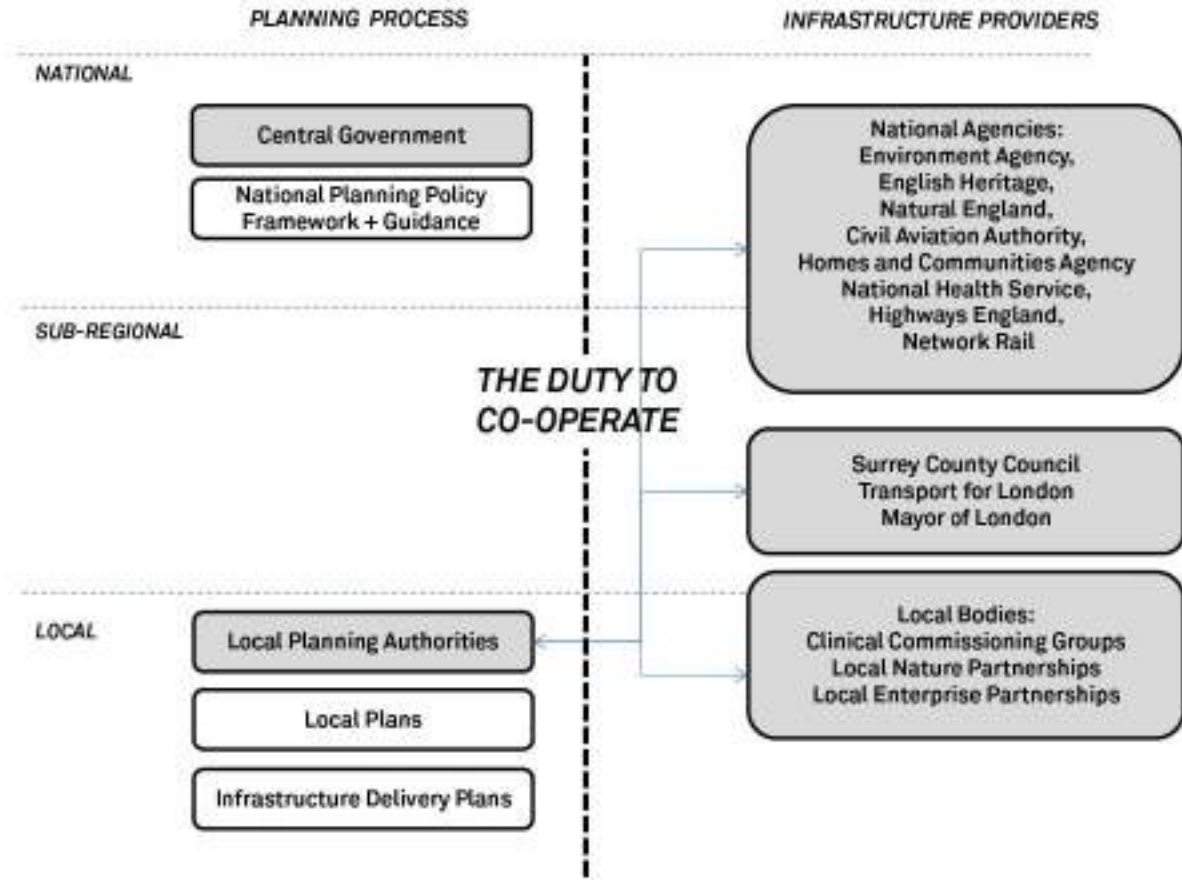 PLANNING PROCESS
INFRASTRUCTURE PROVIDERS
NATIONAL
Central Government
National Planning Policy
Framework + Guidance
National Agencies:
Environment Agency,
English Heritage,
Natural England,
Civil Aviation Authority,
Homes and Communities Agency
National Health Service,
Highways England,
Network Rail
SUB-REGIONAL
THE DUTY TO
CO-OPERATE
Surrey County Council
Transport for London
Mayor of London
LOCAL
Local Planning Authorities
Local Plans
Infrastructure Delivery Plans
Local Bodies:
Clinical Commissioning Groups
Local Nature Partnerships
Local Enterprise Partnerships